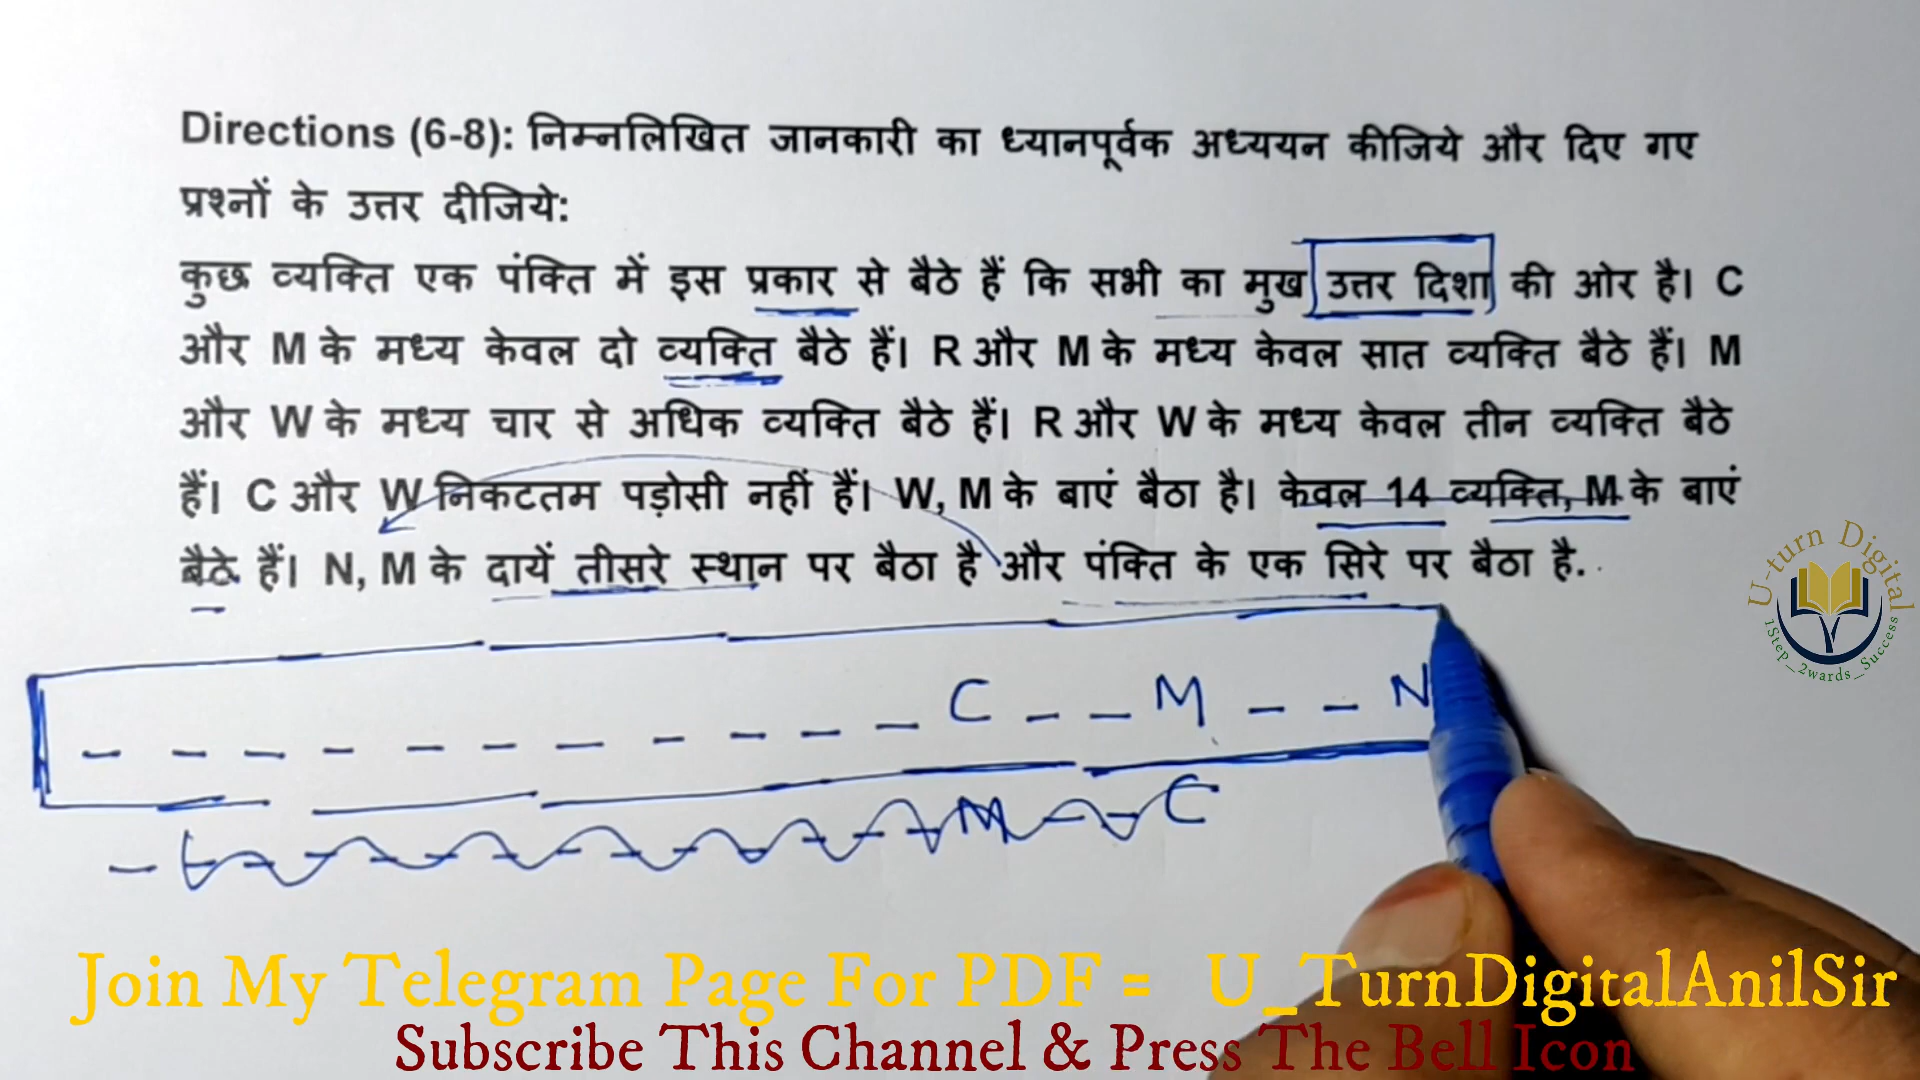 Directions (6-8): निम्नलिखित जानकारी का ध्यानपूर्वक अध्ययन कीजिये और दिए गए
प्रश्नों के उत्तर दीजिये:
कुछ व्यक्ति एक पंक्ति में इस प्रकार से बैठे हैं कि सभी का मुख उत्तर दिशा की ओर है। C
और M के मध्य केवल दो व्यक्ति बैठे हैं। R और M के मध्य केवल सात व्यक्ति बैठे हैं। M
और W के मध्य चार से अधिक व्यक्ति बैठे हैं। R और W के मध्य केवल तीन व्यक्ति बैठे
हैं। C और W निकटतम पड़ोसी नहीं हैं। W, M के बाएं बैठा है। केवल 14 व्यक्ति, M के बाएं
बैठे हैं। N, M के दायें तीसरे स्थान पर बैठा है और पंक्ति के एक सिरे पर बैठा है.
U-turn Digital
1Step_2wards_Success
_ _ _ _ _ _ _ _ _ _ _ C _ _ M _ _ N
M _ _ C
Join My Telegram Page For PDF = U_TurnDigitalAnilSir
Subscribe This Channel & Press The Bell Icon